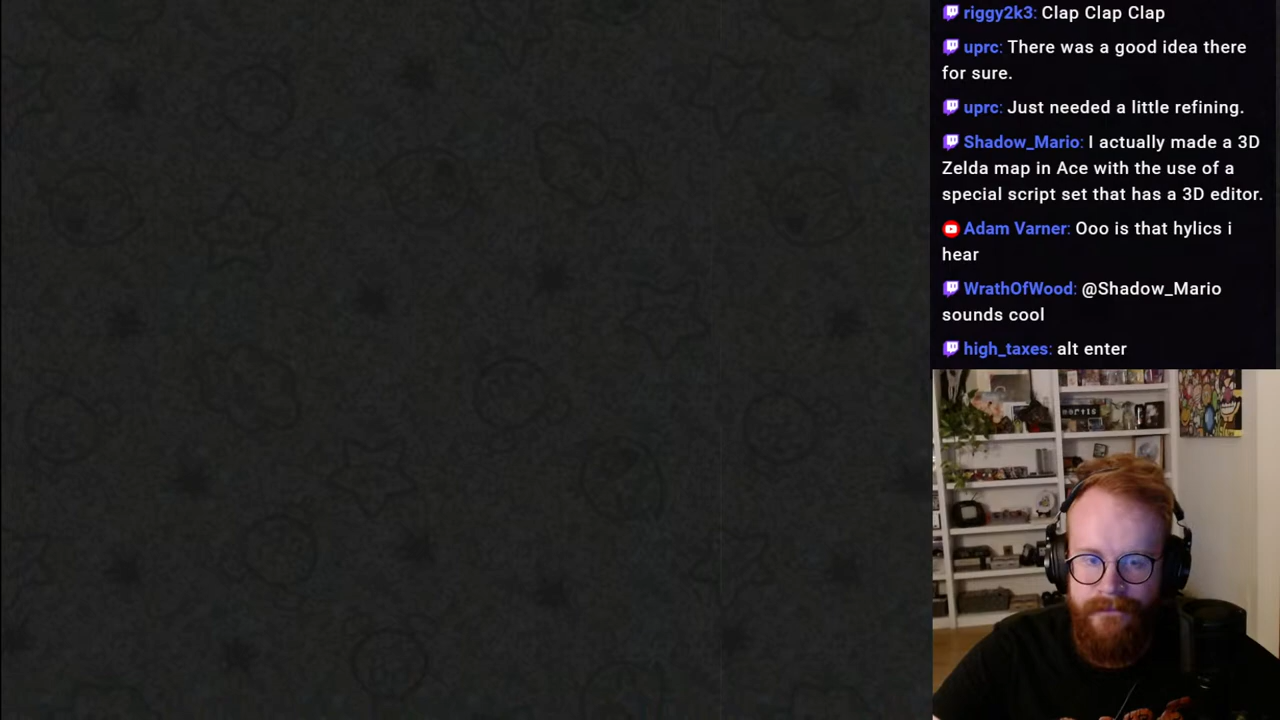 riggy2k3: Clap Clap Clap
uprc: There was a good idea there
for sure.
uprc: Just needed a little refining.
Shadow_Mario: I actually made a 3D
Zelda map in Ace with the use of a
special script set that has a 3D editor.
Adam Varner: Ooo is that hylics i
hear
WrathOfWood: @Shadow_Mario
sounds cool
high_taxes: alt enter